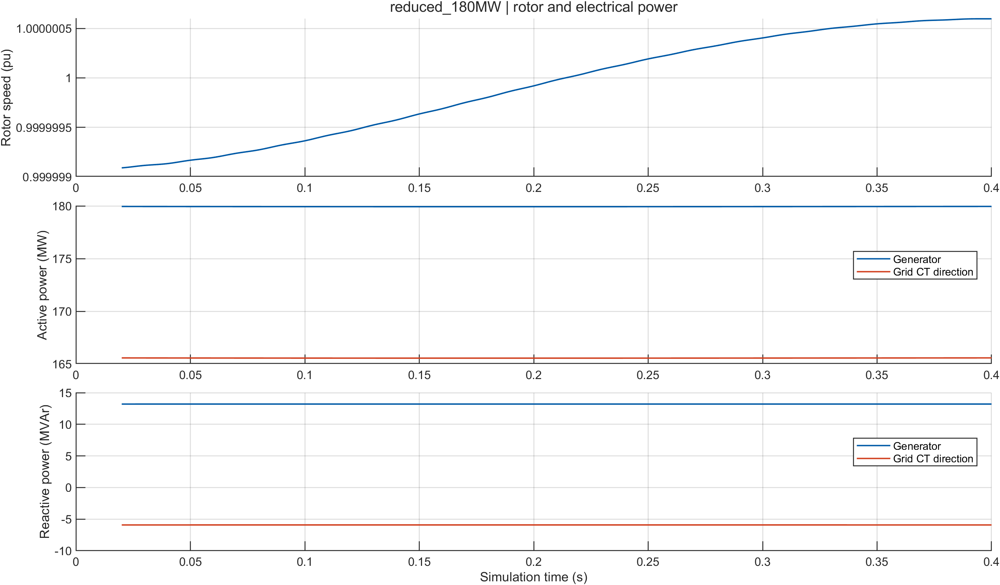 reduced_180MW | rotor and electrical power
Rotor speed (pu)
1.0000005
1
0.9999995
0.999999
0 0.05 0.1 0.15 0.2 0.25 0.3 0.35 0.4
Active power (MW)
180
175
170
165
Generator
Grid CT direction
0 0.05 0.1 0.15 0.2 0.25 0.3 0.35 0.4
Reactive power (MVAr)
15
10
5
0
-5
-10
Generator
Grid CT direction
0 0.05 0.1 0.15 0.2 0.25 0.3 0.35 0.4
Simulation time (s)